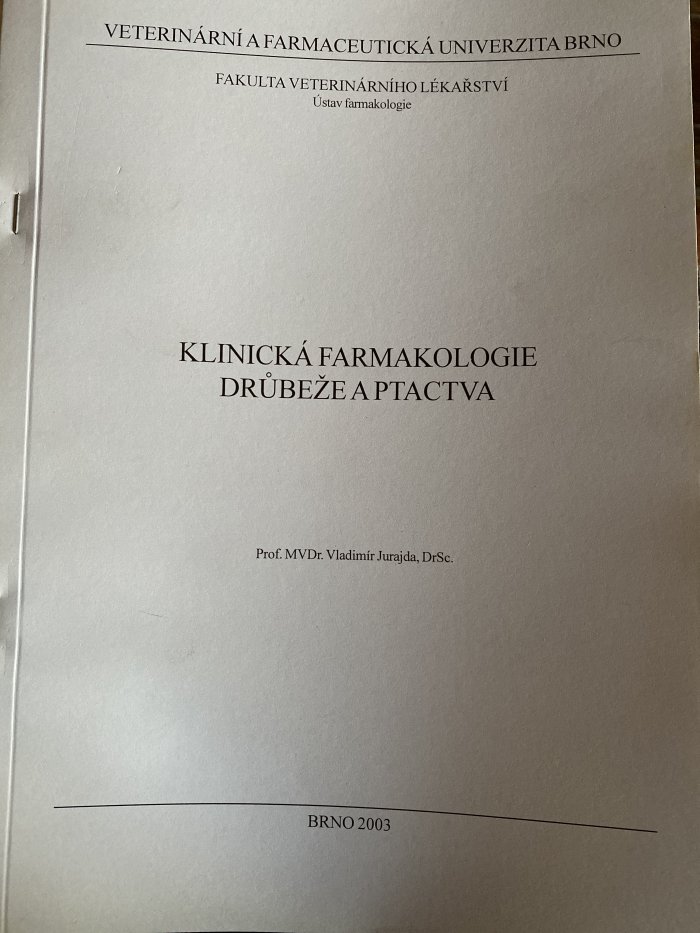 VETERINÁRNÍ A FARMACEUTICKÁ UNIVERZITA BRNO
FAKULTA VETERINÁRNÍHO LÉKAŘSTVÍ
Ústav farmakologie
KLINICKÁ FARMAKOLOGIE
DRŮBEŽE A PTACTVA
Prof. MVDr. Vladimír Jurajda, DrSc.
BRNO 2003